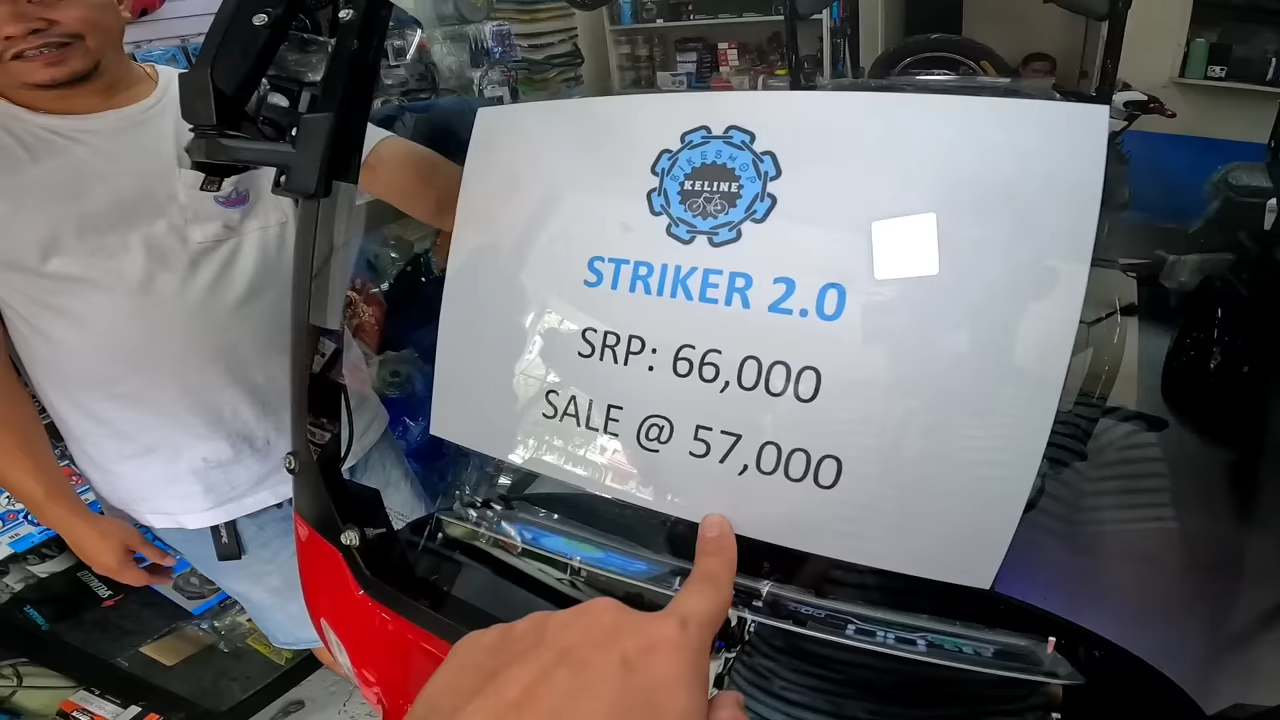 BIKESHOP
KELINE
STRIKER 2.0
SRP: 66,000
SALE @ 57,000